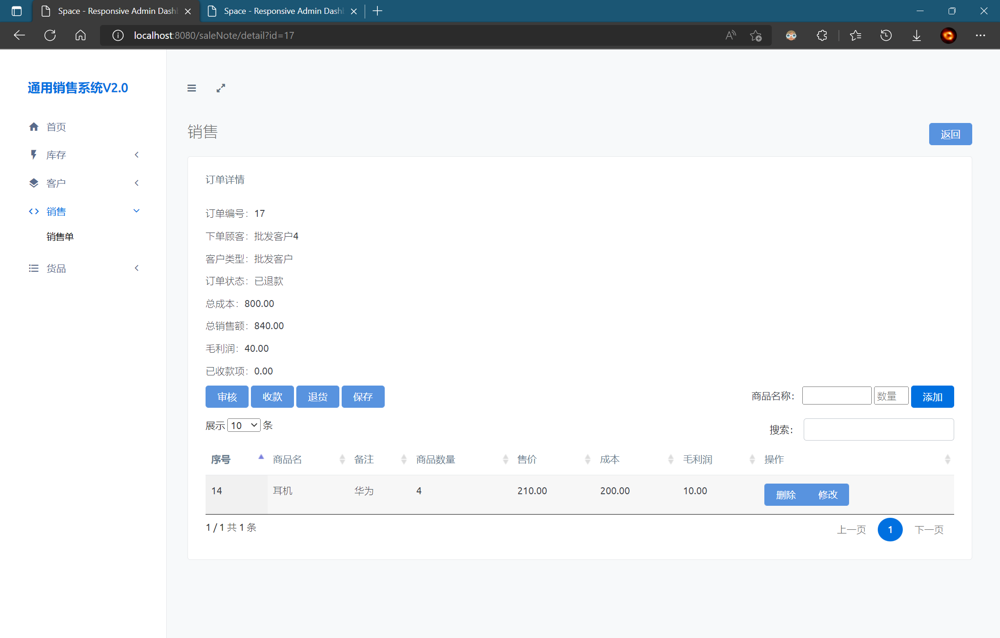 Space - Responsive Admin Dash
Space - Responsive Admin Dash
localhost:8080/saleNote/detail?id=17
通用销售系统V2.0
首页
库存
客户
销售
销售单
货品
销售
返回
订单详情
订单编号：17
下单顾客：批发客户4
客户类型：批发客户
订单状态：已退款
总成本：800.00
总销售额：840.00
毛利润：40.00
已收款项：0.00
审核 收款 退货 保存
商品名称： 数量 添加
展示 10 条
搜索：
序号 商品名 备注 商品数量 售价 成本 毛利润 操作
14 耳机 华为 4 210.00 200.00 10.00 删除 修改
1 / 1 共 1 条
上一页 1 下一页